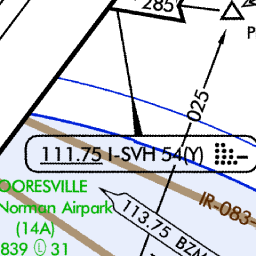 285
P
025
111.75 I-SVH 54(Y)
OORESVILLE
Norman Airpark
(14A)
839 Ⓛ 31
IR-083
113.75 BZM